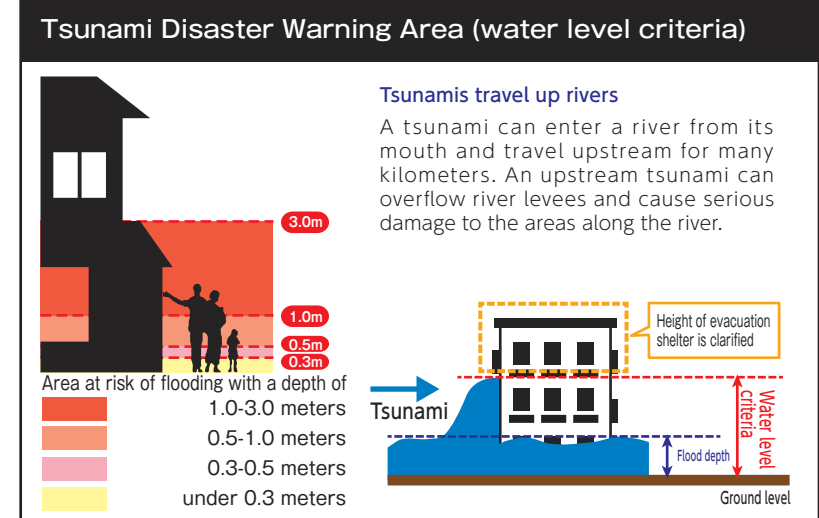 Tsunami Disaster Warning Area (water level criteria)
Tsunamis travel up rivers
A tsunami can enter a river from its
mouth and travel upstream for many
kilometers. An upstream tsunami can
overflow river levees and cause serious
damage to the areas along the river.
3.0m
1.0m
0.5m
0.3m
Area at risk of flooding with a depth of
1.0-3.0 meters
0.5-1.0 meters
0.3-0.5 meters
under 0.3 meters
Height of evacuation
shelter is clarified
Tsunami
Water level
criteria
Flood depth
Ground level